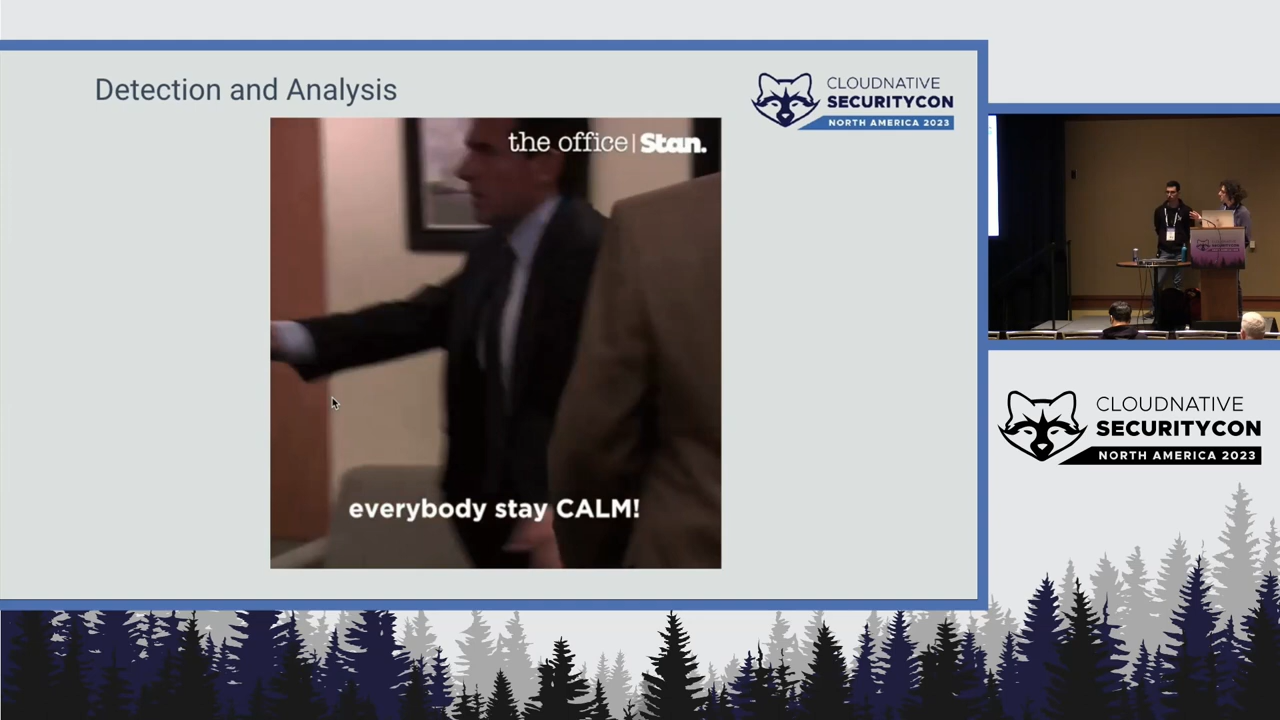 Detection and Analysis
CLOUDNATIVE
SECURITYCON
NORTH AMERICA 2023
the office | Stan.
everybody stay CALM!
CLOUDNATIVE
SECURITYCON
NORTH AMERICA 2023